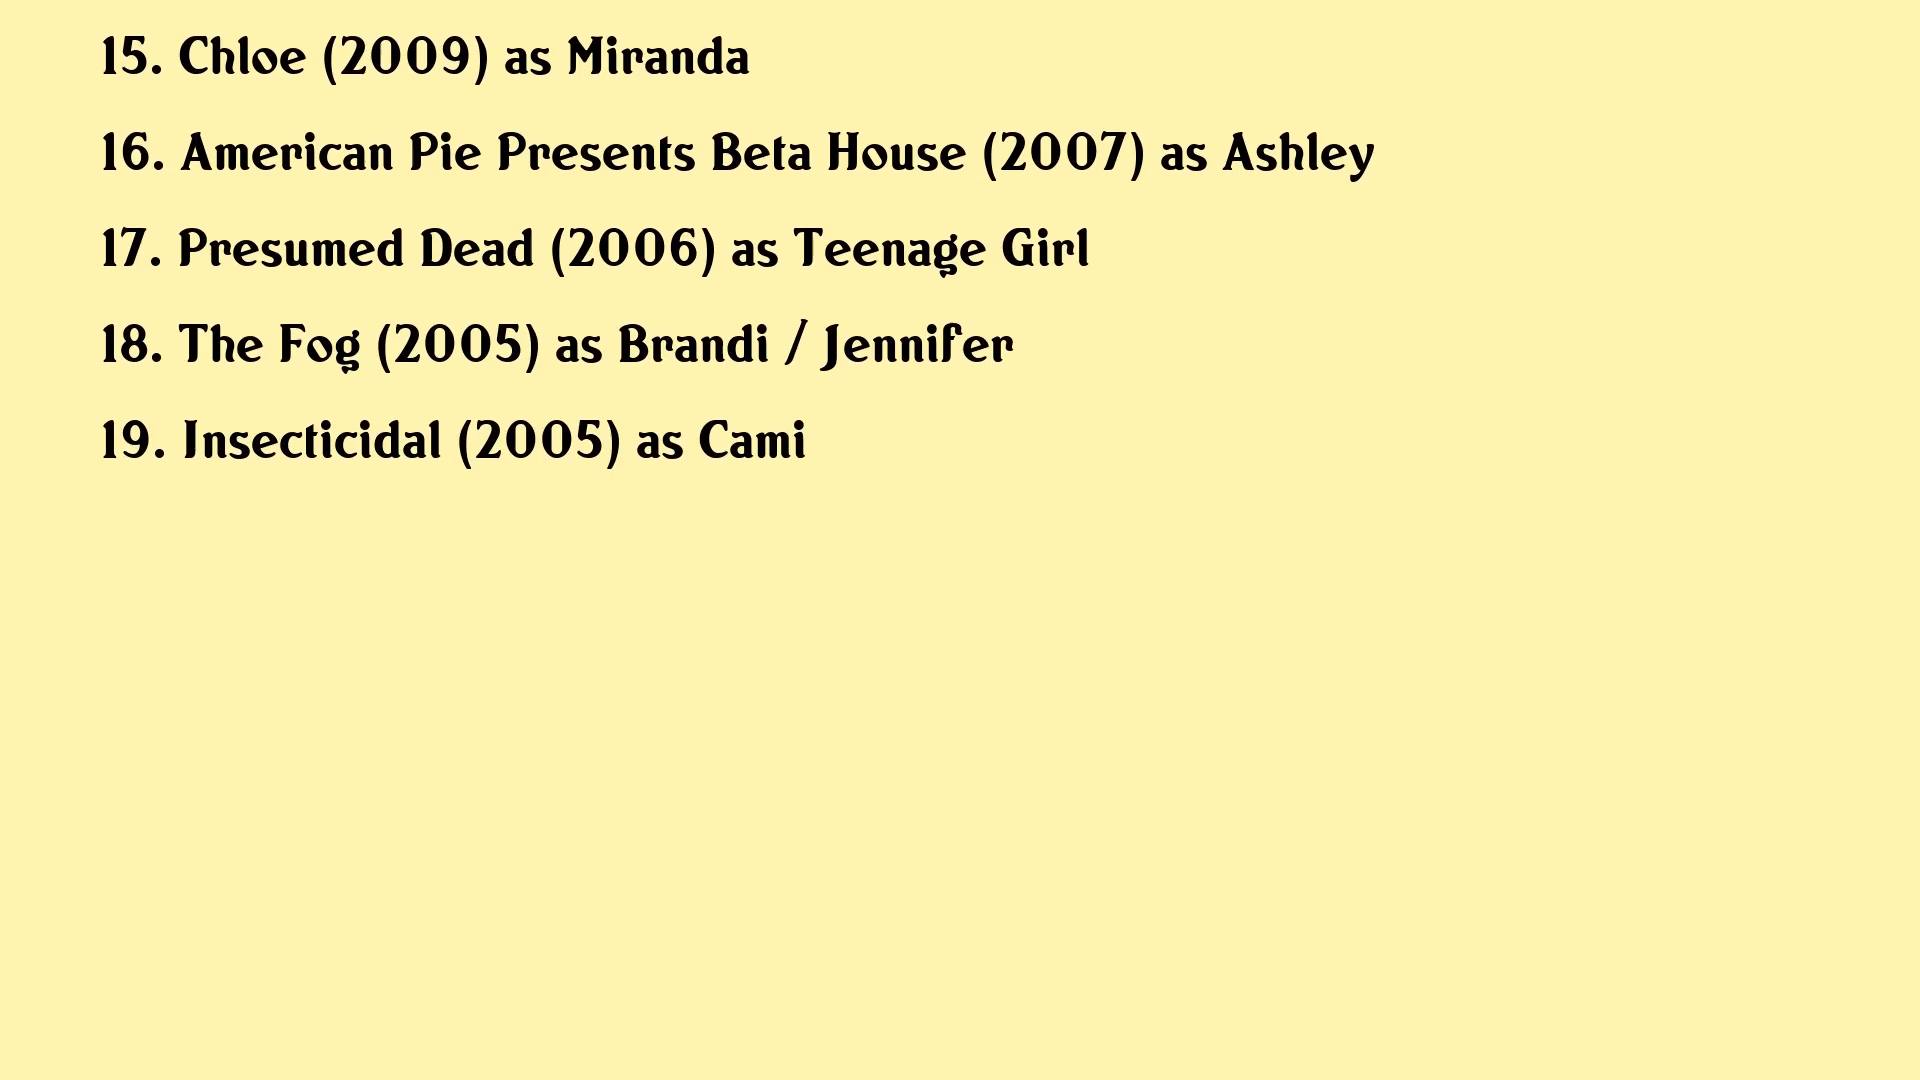 15. Chloe (2009) as Miranda
16. American Pie Presents Beta House (2007) as Ashley
17. Presumed Dead (2006) as Teenage Girl
18. The Fog (2005) as Brandi / Jennifer
19. Insecticidal (2005) as Cami